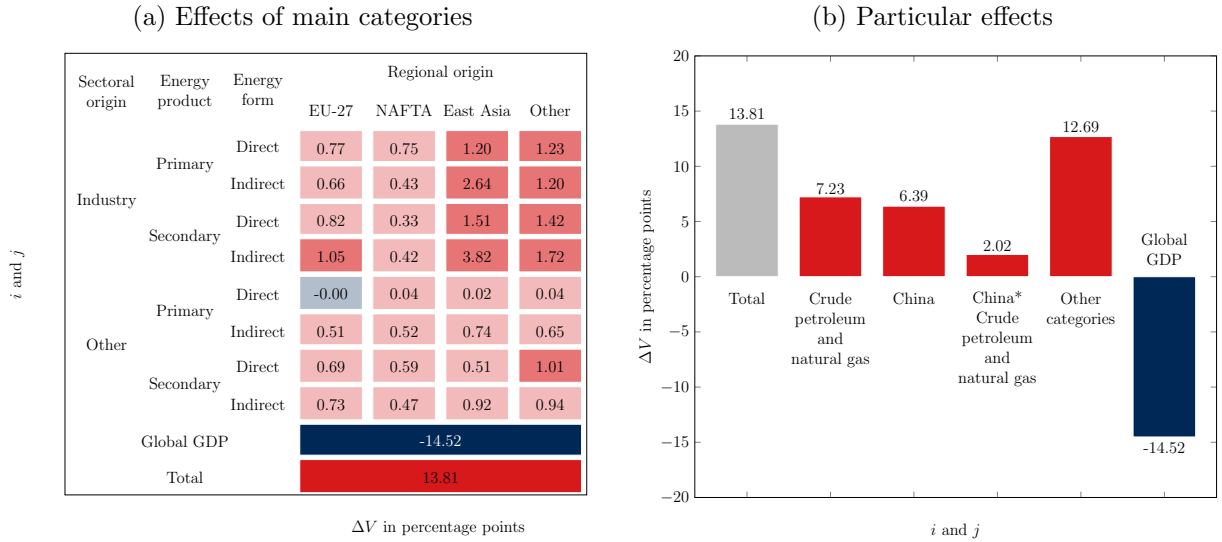 (a) Effects of main categories
Sectoral origin
Energy product
Energy form
Regional origin
EU-27 NAFTA East Asia Other
Industry
Primary
Direct 0.77 0.75 1.20 1.23
Indirect 0.66 0.43 2.64 1.20
Secondary
Direct 0.82 0.33 1.51 1.42
Indirect 1.05 0.42 3.82 1.72
Other
Primary
Direct -0.00 0.04 0.02 0.04
Indirect 0.51 0.52 0.74 0.65
Secondary
Direct 0.69 0.59 0.51 1.01
Indirect 0.73 0.47 0.92 0.94
Global GDP -14.52
Total 13.81
i and j
ΔV in percentage points
(b) Particular effects
20
15
10
5
0
−5
−10
−15
−20
ΔV in percentage points
13.81
7.23
6.39
2.02
12.69
-14.52
Total
Crude
petroleum
and
natural gas
China
China*
Crude
petroleum
and
natural gas
Other
categories
Global
GDP
i and j